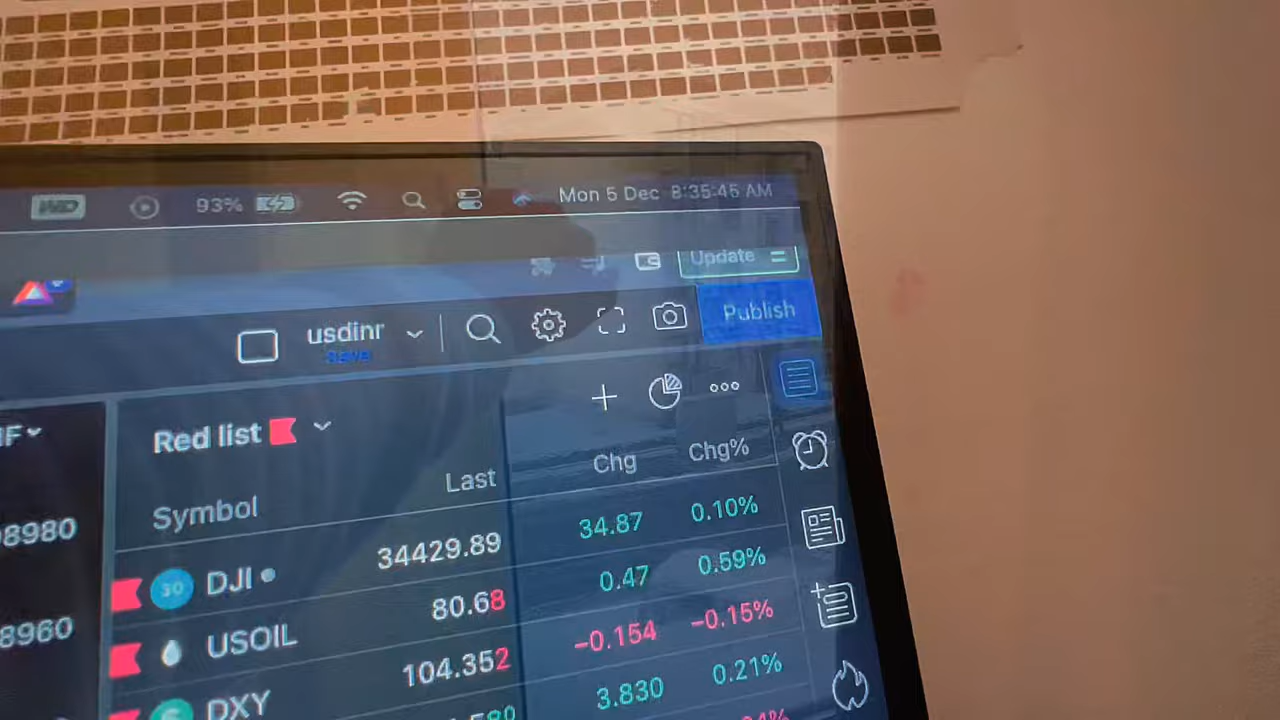 93% Mon 5 Dec 8:35:45 AM
Update
usdinr
Publish
Red list
Symbol Last Chg Chg%
8980
30 DJI 34429.89 34.87 0.10%
USOIL 80.68 0.47 0.59%
8960
DXY 104.352 -0.154 -0.15%
3.830 0.21%